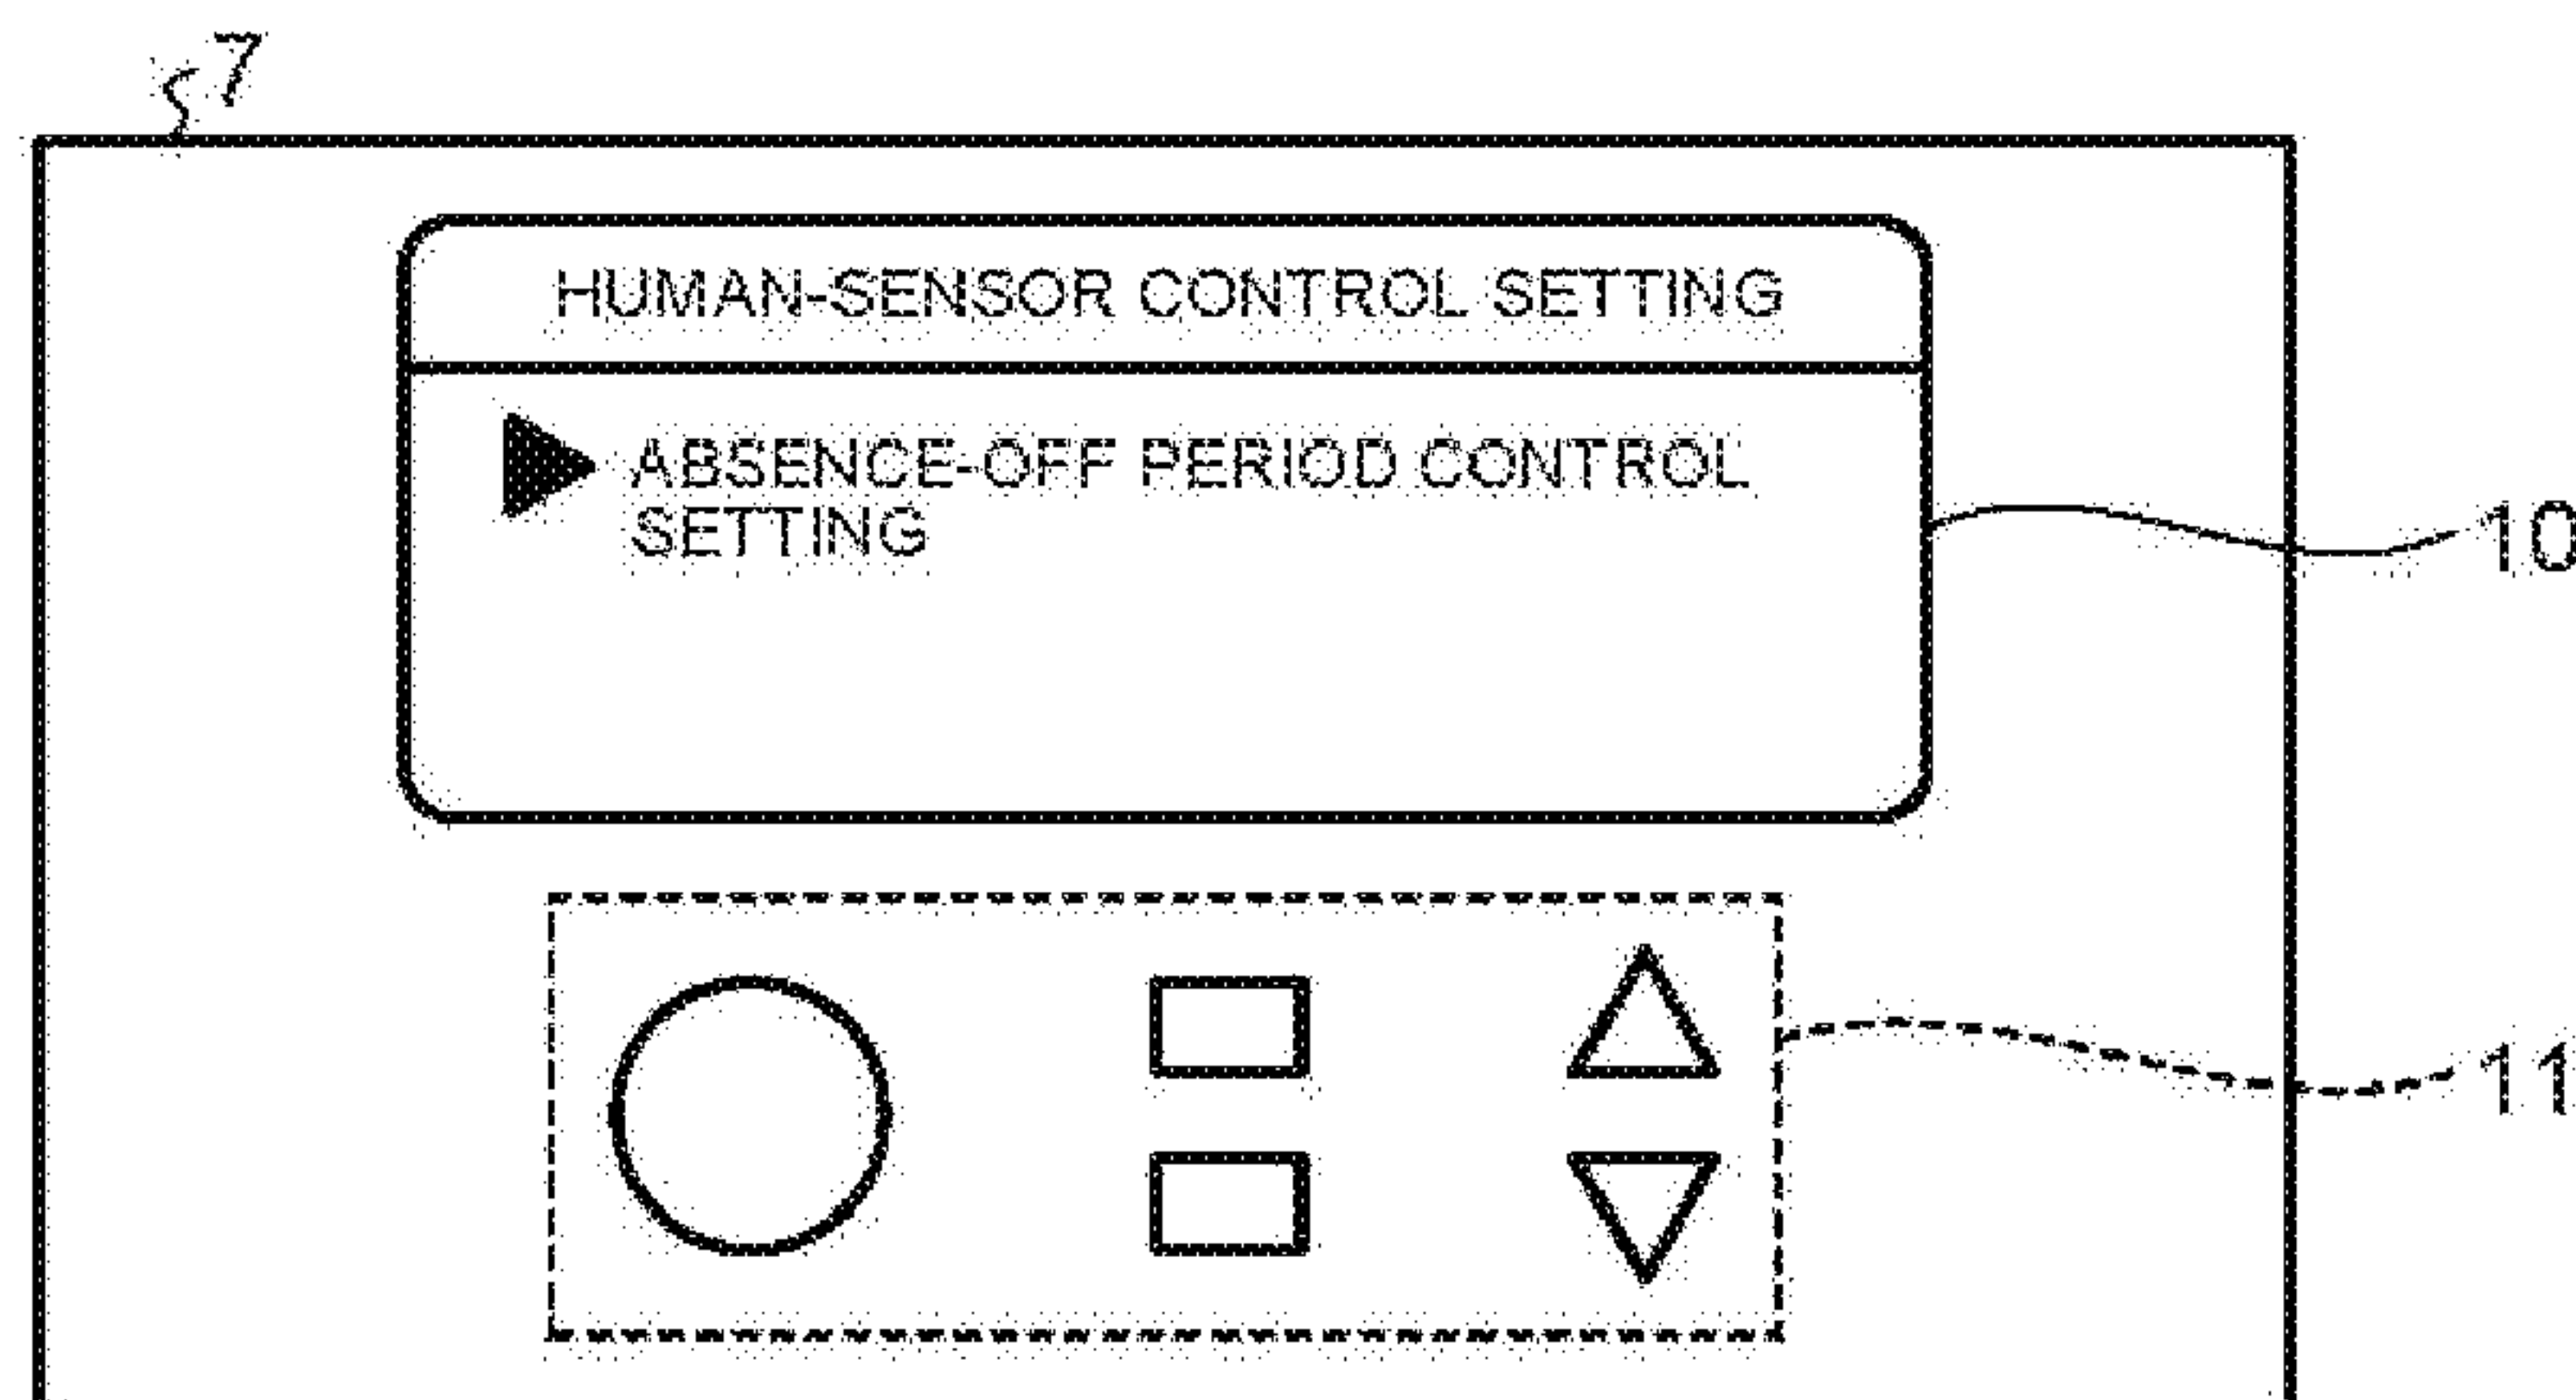 7
HUMAN-SENSOR CONTROL SETTING
ABSENCE-OFF PERIOD CONTROL
SETTING
10
11